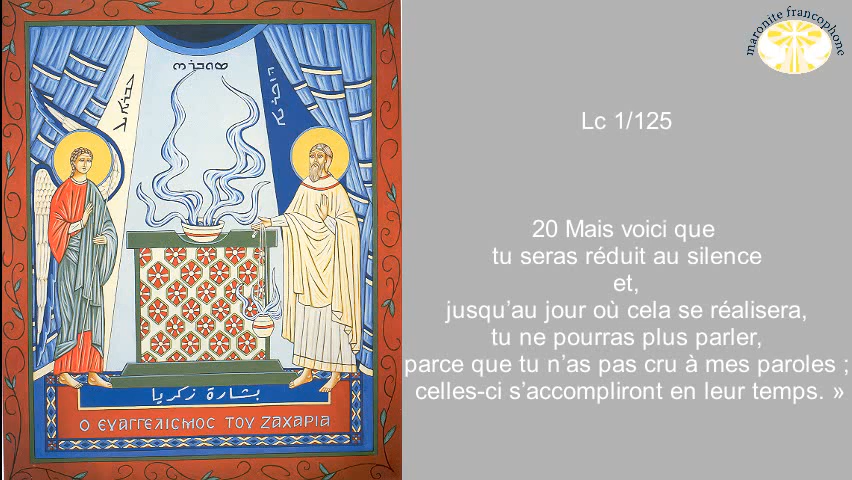 maronite francophone
Lc 1/125
20 Mais voici que
tu seras réduit au silence
et,
jusqu’au jour où cela se réalisera,
tu ne pourras plus parler,
parce que tu n’as pas cru à mes paroles ;
celles-ci s’accompliront en leur temps. »
بشارة زكريا
Ο ΕΥΑΓΓΕΛΙСΜΟС ΤΟΥ ΖΑΧΑΡΙΑ